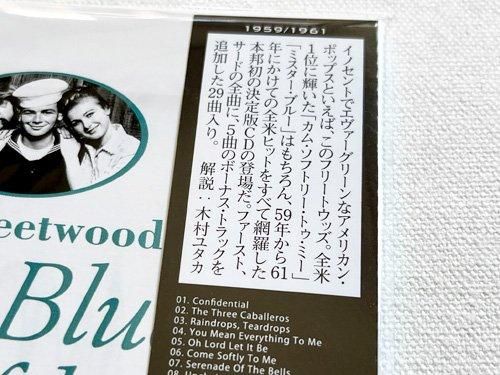 1959/1961
イノセントでエヴァーグリーンなアメリカン・
ポップスといえば、このフリートウッズ。全米
1位に輝いた「カム・ソフトリー・トゥ・ミー」
「ミスター・ブルー」はもちろん、59年から61
年にかけての全米ヒットをすべて網羅した
本邦初の決定版CDの登場だ。ファースト、
サードの全曲に、5曲のボーナス・トラックを
追加した29曲入り。 解説:木村ユタカ
eetwood
Blu
01. Confidential
02. The Three Caballeros
03. Raindrops, Teardrops
04. You Mean Everything To Me
05. Oh Lord Let It Be
06. Come Softly To Me
07. Serenade Of The Bells